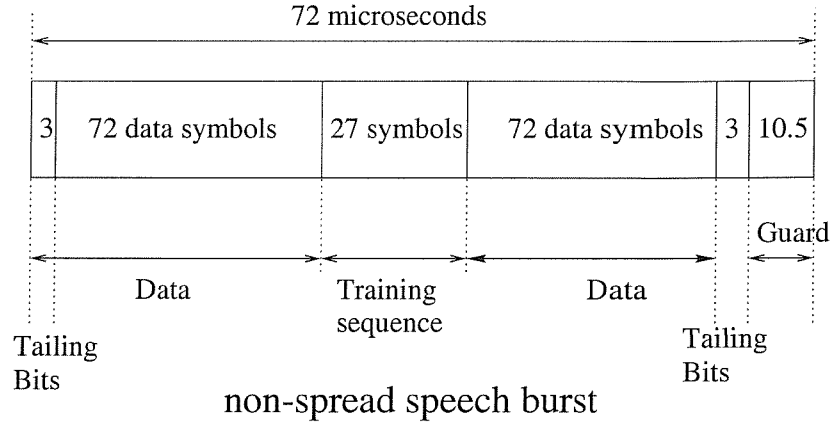 72 microseconds
3 72 data symbols 27 symbols 72 data symbols 3 10.5
Guard
Data Training sequence Data
Tailing Bits Tailing Bits
non-spread speech burst